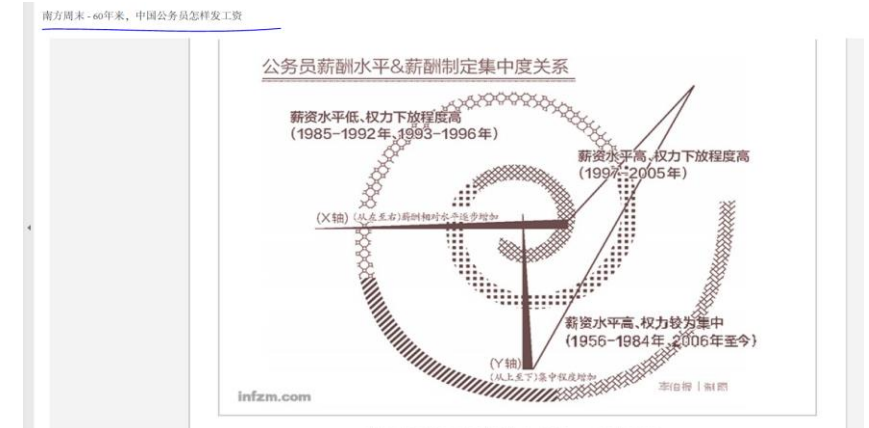 南方周末 - 60年来，中国公务员怎样发工资
公务员薪酬水平&薪酬制定集中度关系
薪资水平低、权力下放程度高
(1985-1992年、1993-1996年)
薪资水平高、权力下放程度高
(1997-2005年)
(X轴) (从左至右)薪酬相对水平逐步增加
薪资水平高、权力较为集中
(1956-1984年、2006年至今)
(Y轴)
(从上至下)集中程度增加
infzm.com
制图